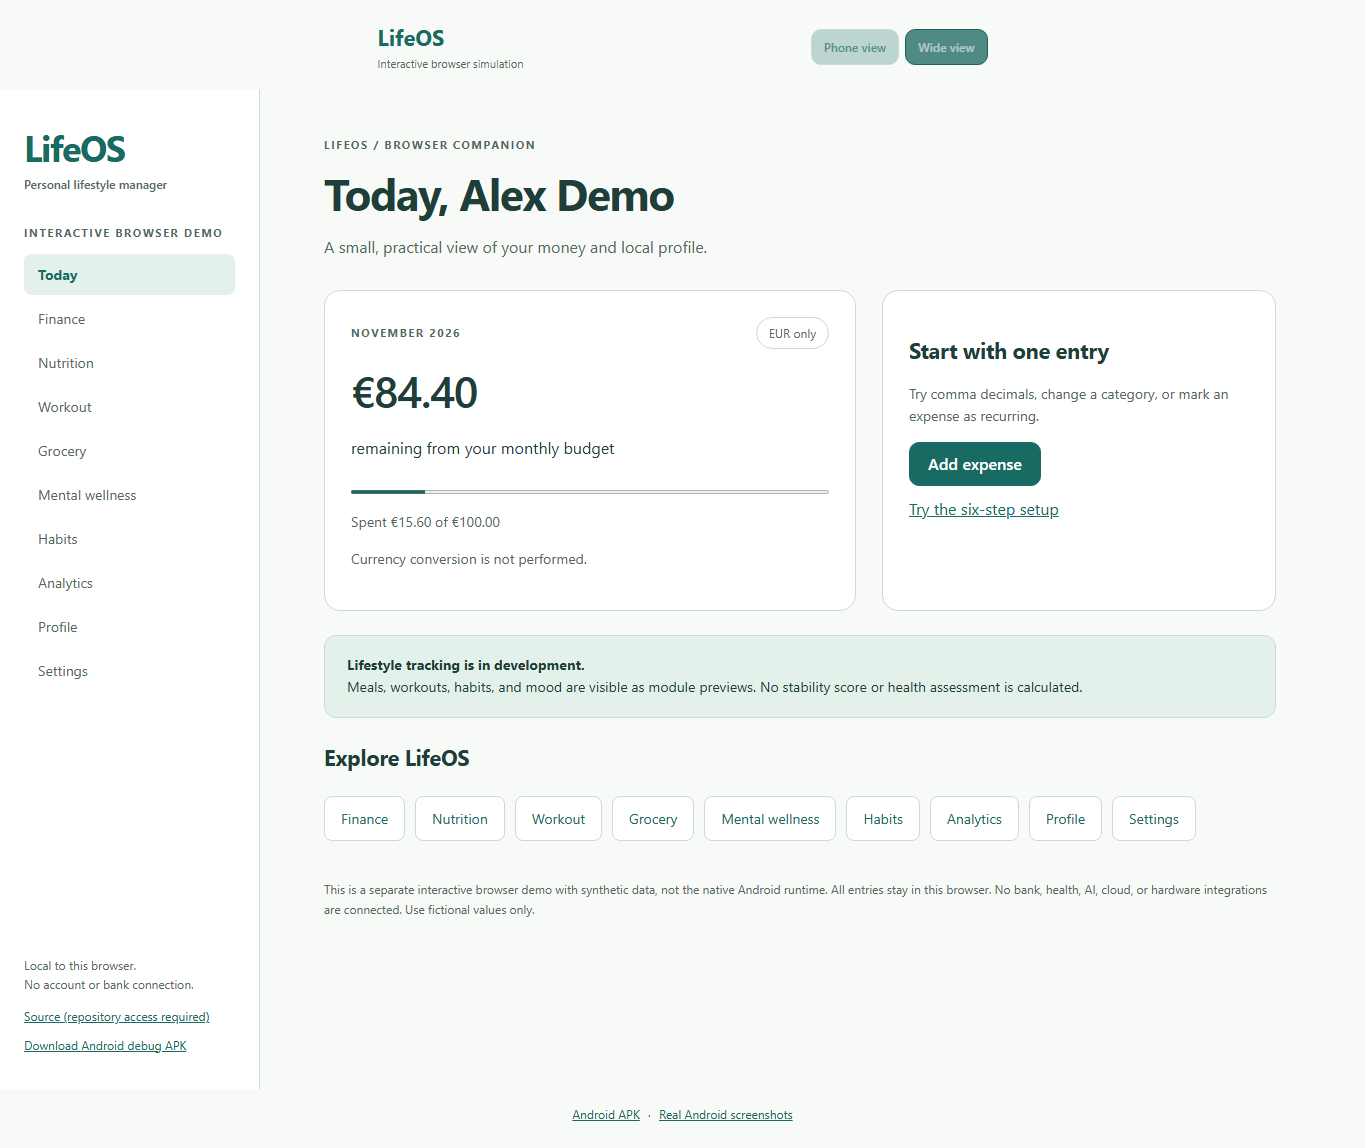 LifeOS
Interactive browser simulation
Phone view
Wide view
LifeOS
Personal lifestyle manager
INTERACTIVE BROWSER DEMO
Today
Finance
Nutrition
Workout
Grocery
Mental wellness
Habits
Analytics
Profile
Settings
Local to this browser.
No account or bank connection.
Source (repository access required)
Download Android debug APK
LIFEOS / BROWSER COMPANION
Today, Alex Demo
A small, practical view of your money and local profile.
NOVEMBER 2026
EUR only
€84.40
remaining from your monthly budget
Spent €15.60 of €100.00
Currency conversion is not performed.
Start with one entry
Try comma decimals, change a category, or mark an
expense as recurring.
Add expense
Try the six-step setup
Lifestyle tracking is in development.
Meals, workouts, habits, and mood are visible as module previews. No stability score or health assessment is calculated.
Explore LifeOS
Finance
Nutrition
Workout
Grocery
Mental wellness
Habits
Analytics
Profile
Settings
This is a separate interactive browser demo with synthetic data, not the native Android runtime. All entries stay in this browser. No bank, health, AI, cloud, or hardware integrations
are connected. Use fictional values only.
Android APK · Real Android screenshots